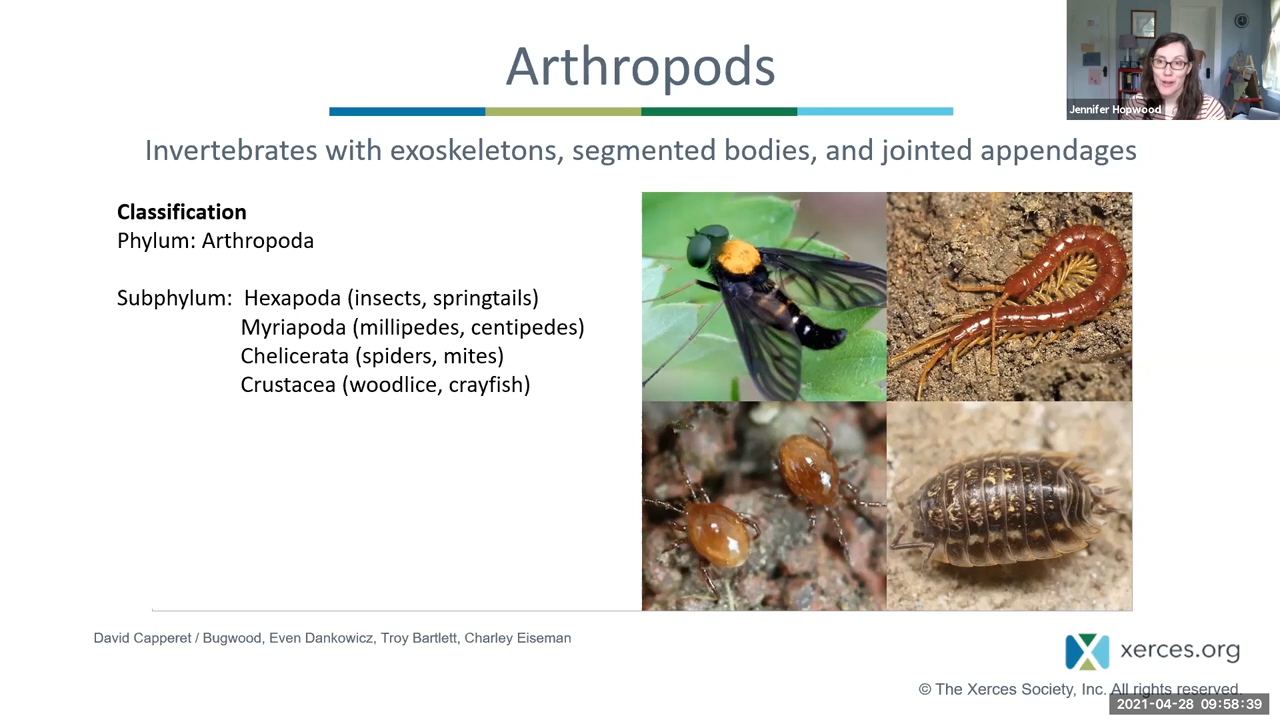 Arthropods
Jennifer Hopwood
Invertebrates with exoskeletons, segmented bodies, and jointed appendages
Classification
Phylum: Arthropoda
Subphylum: Hexapoda (insects, springtails)
Myriapoda (millipedes, centipedes)
Chelicerata (spiders, mites)
Crustacea (woodlice, crayfish)
David Capperet / Bugwood, Even Dankowicz, Troy Bartlett, Charley Eiseman
xerces.org
© The Xerces Society, Inc. All rights reserved.
2021-04-28 09:58:39